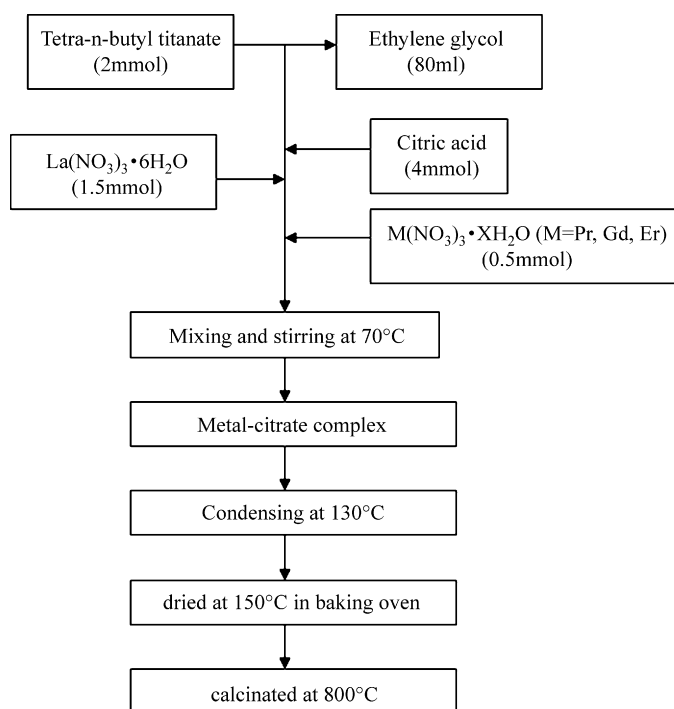 Tetra-n-butyl titanate
(2mmol)
Ethylene glycol
(80ml)
Citric acid
(4mmol)
La(NO₃)₃•6H₂O
(1.5mmol)
M(NO₃)₃•XH₂O (M=Pr, Gd, Er)
(0.5mmol)
Mixing and stirring at 70°C
Metal-citrate complex
Condensing at 130°C
dried at 150°C in baking oven
calcinated at 800°C